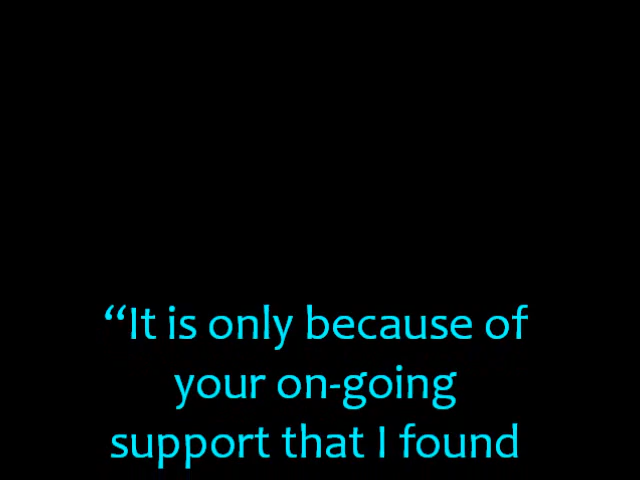 “It is only because of
your on-going
support that I found